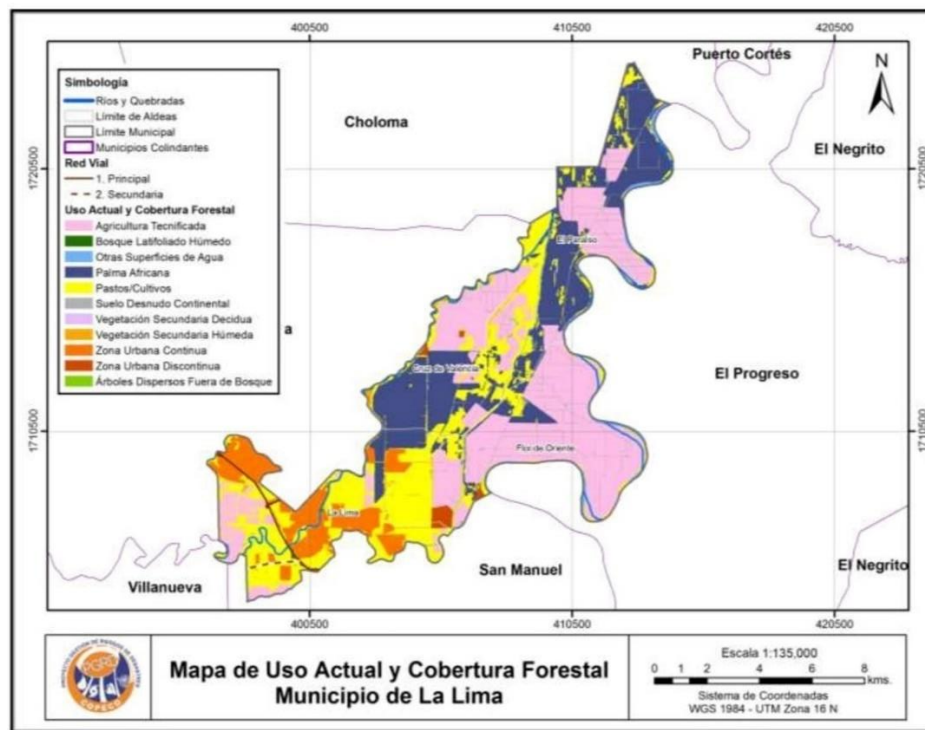 400500 410500 420500
Puerto Cortés
N
Simbología
Ríos y Quebradas
Límite de Aldeas
Límite Municipal
Municipios Colindantes
Red Vial
1. Principal
2. Secundaria
Uso Actual y Cobertura Forestal
Agricultura Tecnificada
Bosque Latifoliado Húmedo
Otras Superficies de Agua
Palma Africana
Pastos/Cultivos
Suelo Desnudo Continental
Vegetación Secundaria Decidua
Vegetación Secundaria Húmeda
Zona Urbana Continua
Zona Urbana Discontinua
Árboles Dispersos Fuera de Bosque
Choloma
El Negrito
1720500 1720500
El Paraíso
a
Cruz de Valencia
El Progreso
1710500 1710500
Flor de Oriente
La Lima
San Manuel
Villanueva
El Negrito
400500 410500 420500
PGRD
COPECO
Mapa de Uso Actual y Cobertura Forestal
Municipio de La Lima
Escala 1:135,000
0 1 2 4 6 8 kms.
Sistema de Coordenadas
WGS 1984 - UTM Zona 16 N